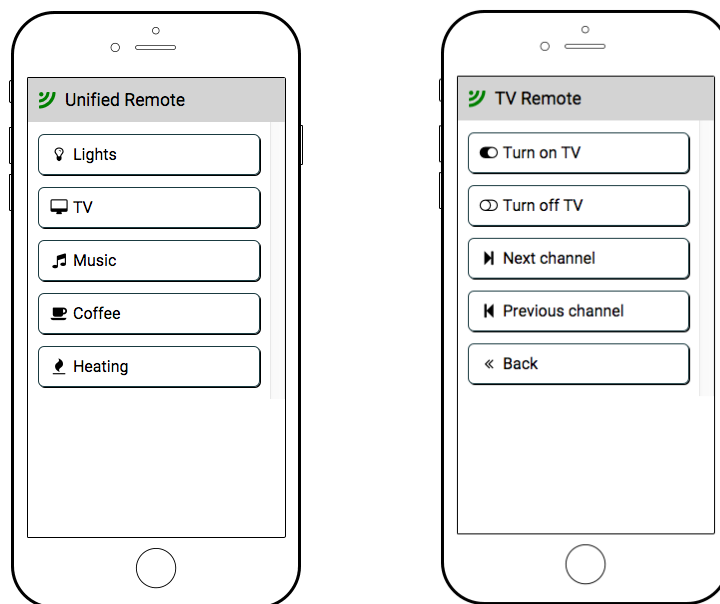 Unified Remote
Lights
TV
Music
Coffee
Heating
TV Remote
Turn on TV
Turn off TV
Next channel
Previous channel
Back